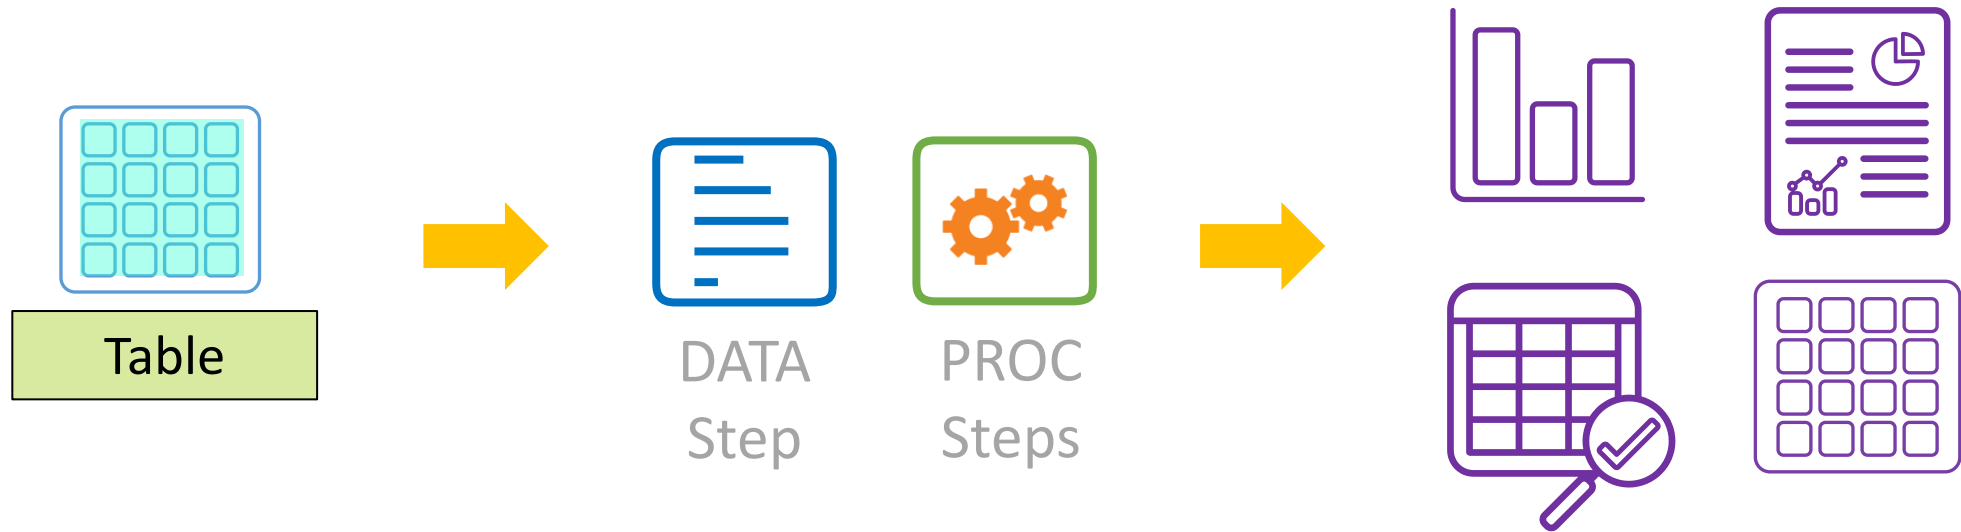 Table
DATA
Step
PROC
Steps